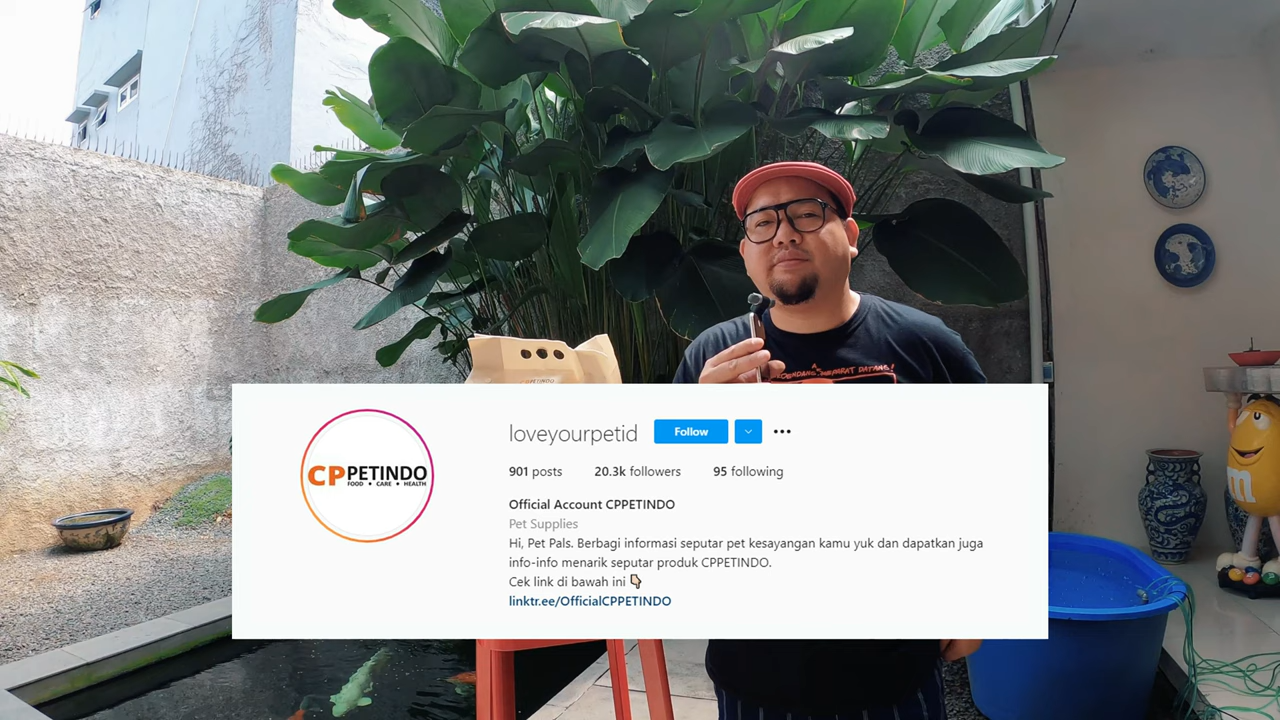 CPPETINDO
DATAAS!
CPPETINDO
FOOD • CARE • HEALTH
loveyourpetid
Follow
901 posts 20.3k followers 95 following
Official Account CPPETINDO
Pet Supplies
Hi, Pet Pals. Berbagi informasi seputar pet kesayangan kamu yuk dan dapatkan juga
info-info menarik seputar produk CPPETINDO.
Cek link di bawah ini 👇
linktr.ee/OfficialCPPETINDO
m